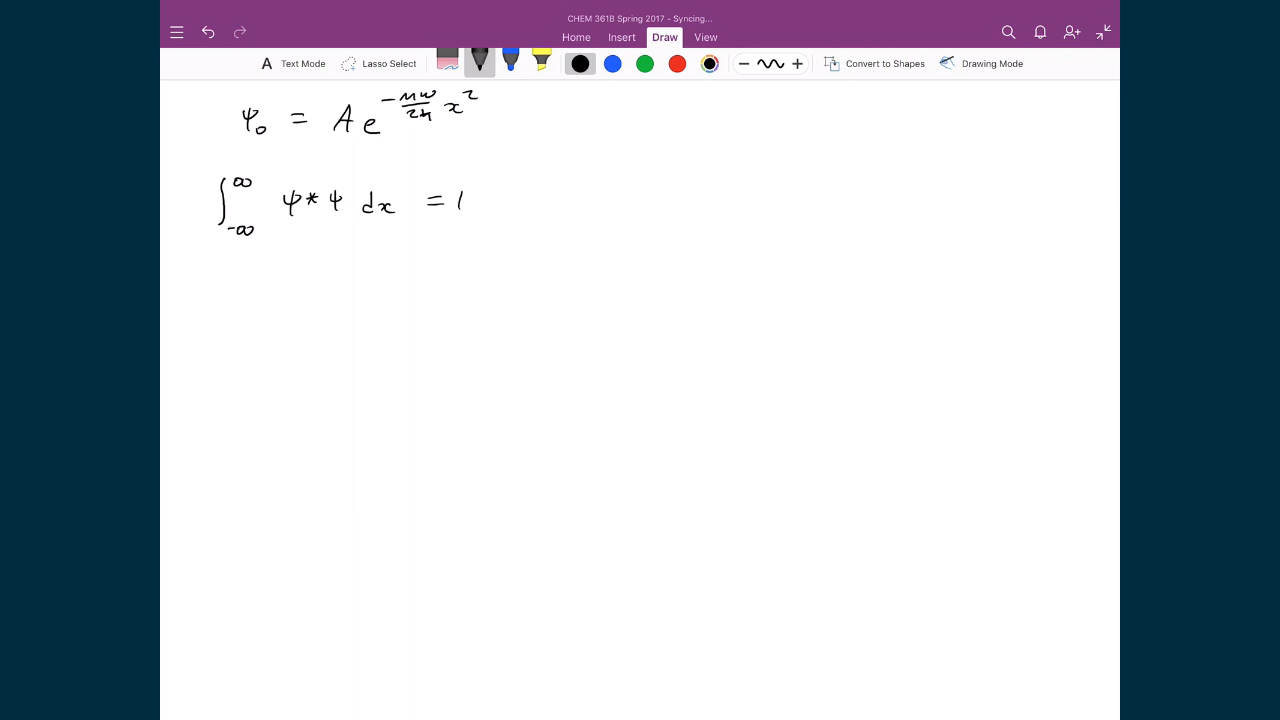 CHEM 361B Spring 2017 - Syncing...
Home Insert Draw View
A Text Mode Lasso Select Convert to Shapes Drawing Mode
ψ₀ = A e^{-\frac{mω}{2ħ} x²}
∫_{-∞}^{∞} ψ*ψ dx = 1